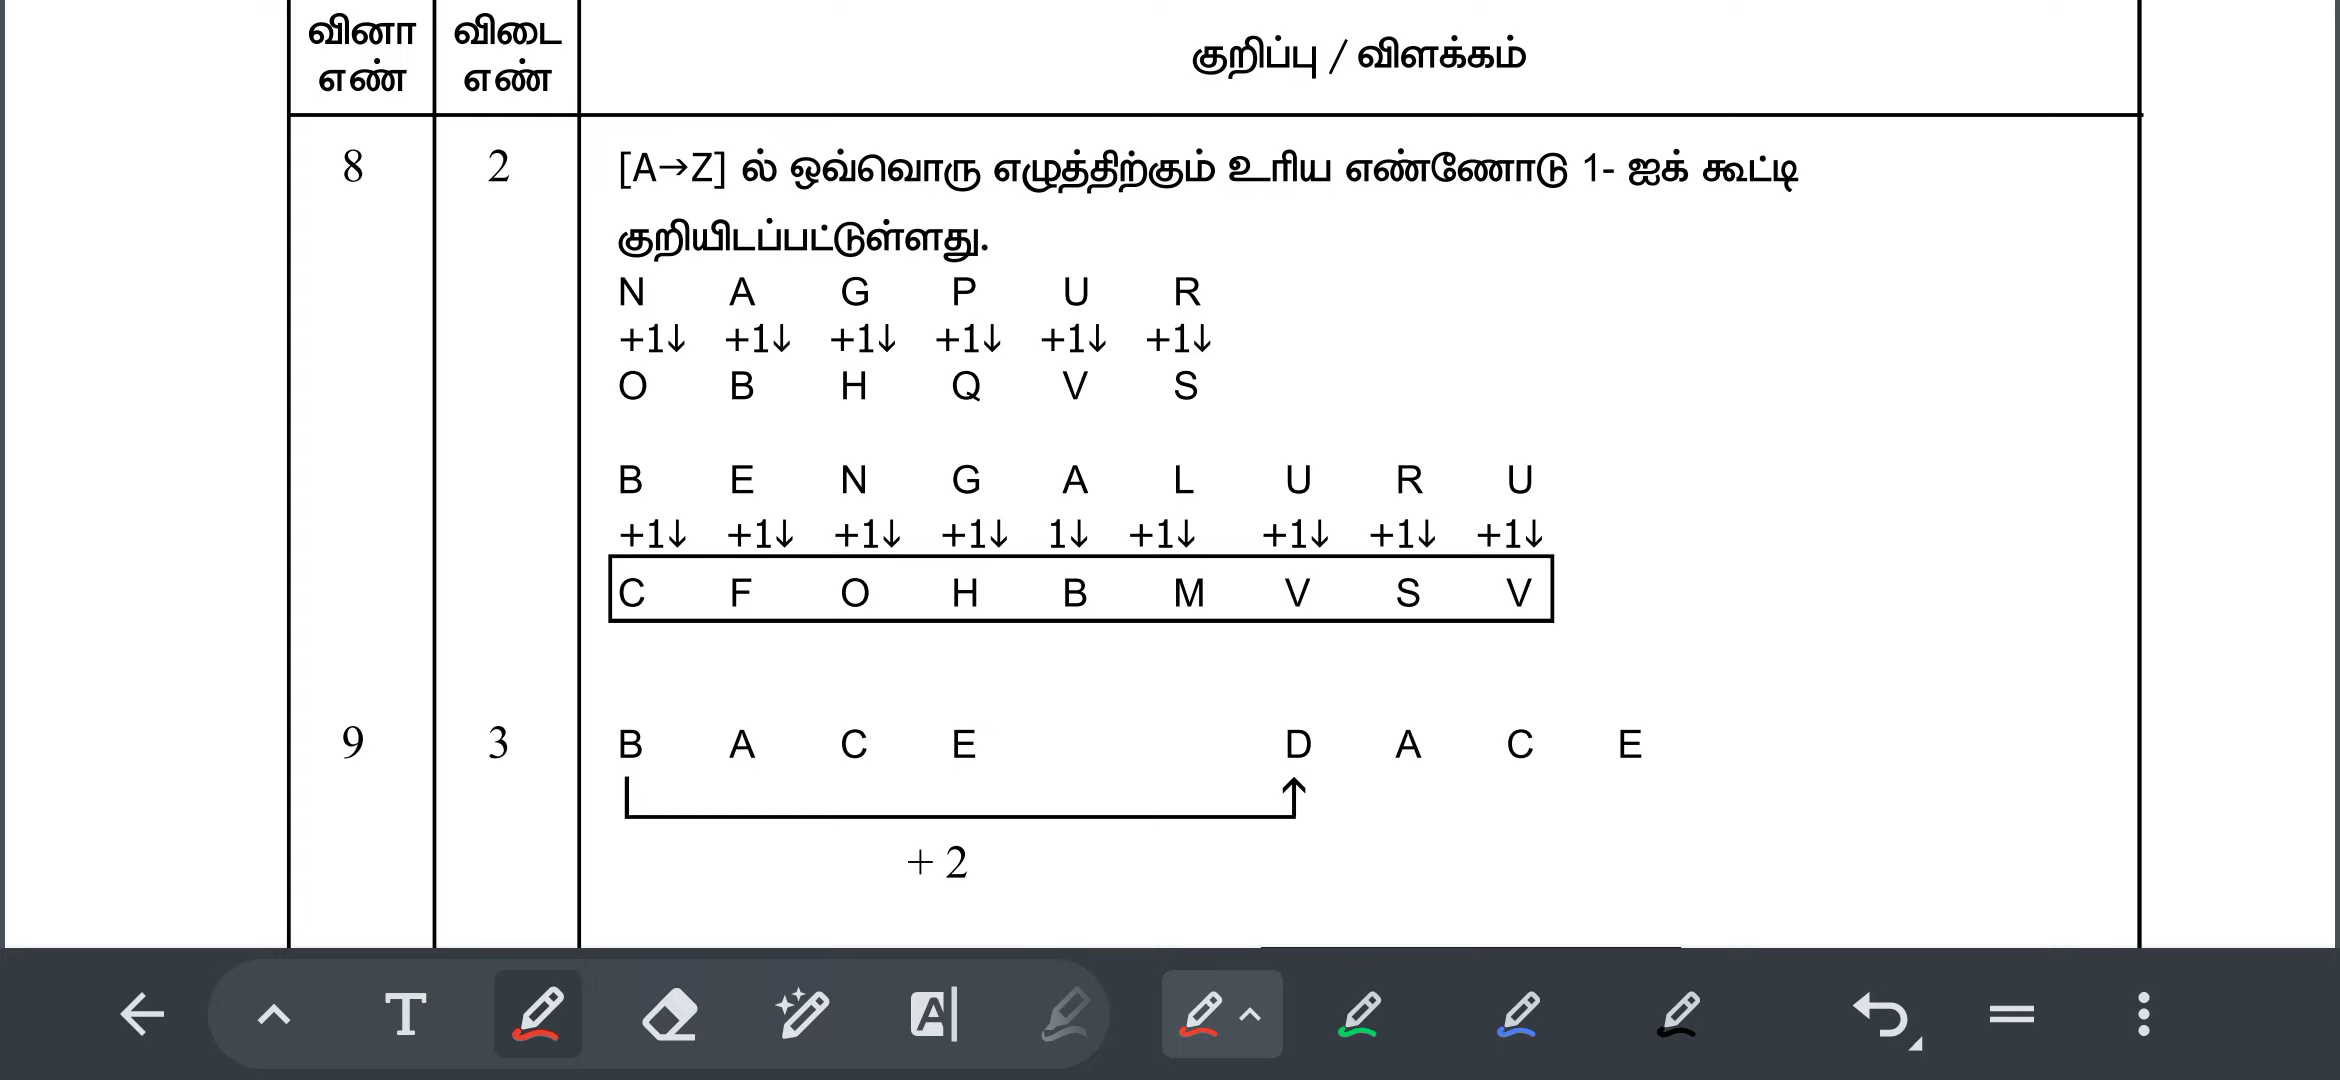 வினா எண் விடை எண் குறிப்பு / விளக்கம்
8 2 [A→Z] ல் ஒவ்வொரு எழுத்திற்கும் உரிய எண்ணோடு 1- ஐக் கூட்டி
குறியிடப்பட்டுள்ளது.
N A G P U R
+1↓ +1↓ +1↓ +1↓ +1↓ +1↓
O B H Q V S
B E N G A L U R U
+1↓ +1↓ +1↓ +1↓ 1↓ +1↓ +1↓ +1↓ +1↓
C F O H B M V S V
9 3 B A C E D A C E
+ 2